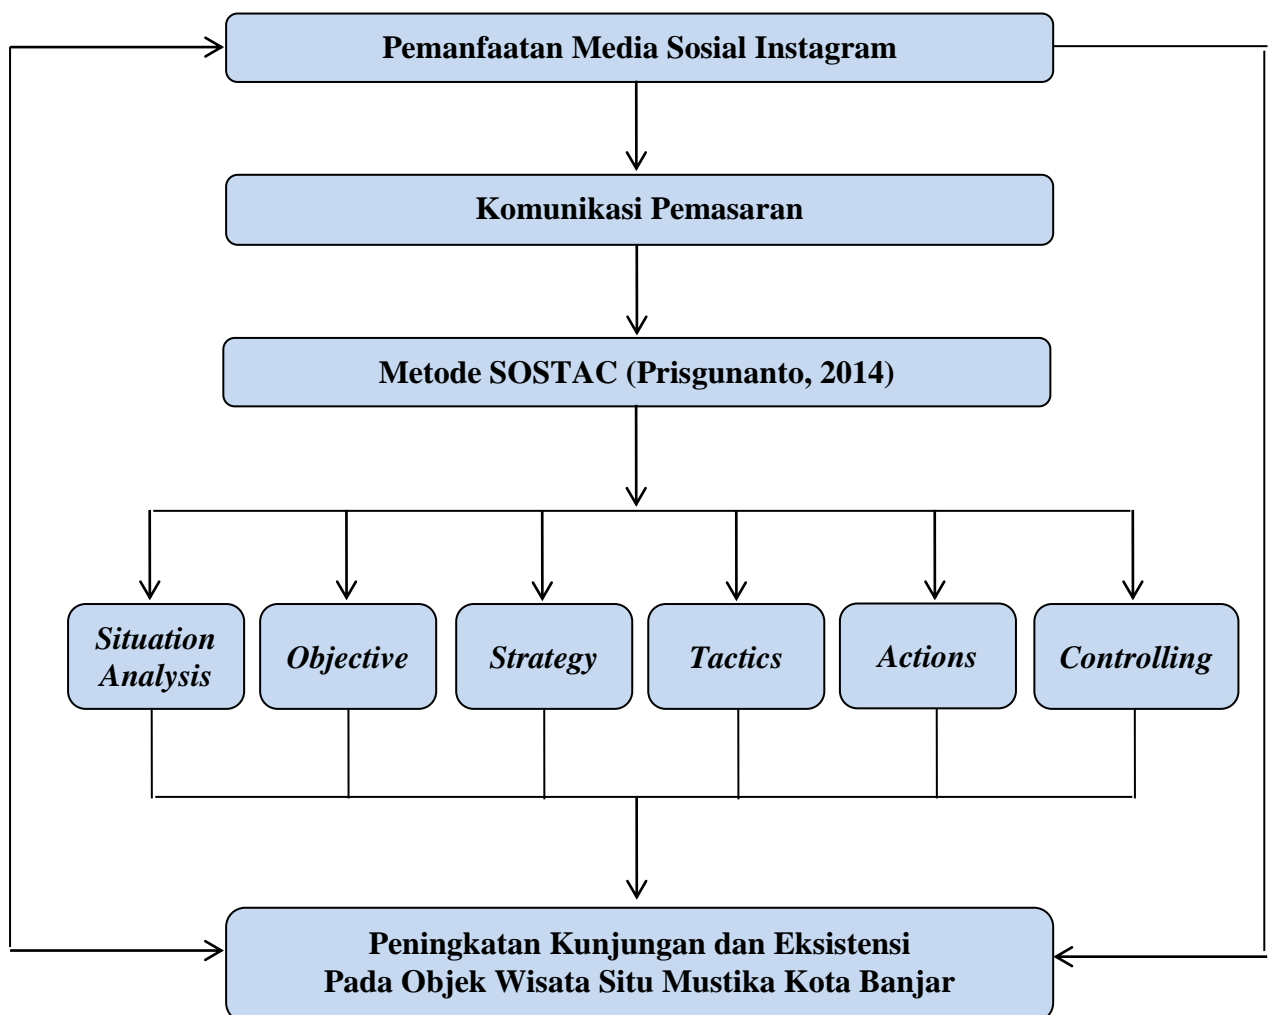 Pemanfaatan Media Sosial Instagram
Komunikasi Pemasaran
Metode SOSTAC (Prisgunanto, 2014)
Situation
Analysis
Objective
Strategy
Tactics
Actions
Controlling
Peningkatan Kunjungan dan Eksistensi
Pada Objek Wisata Situ Mustika Kota Banjar